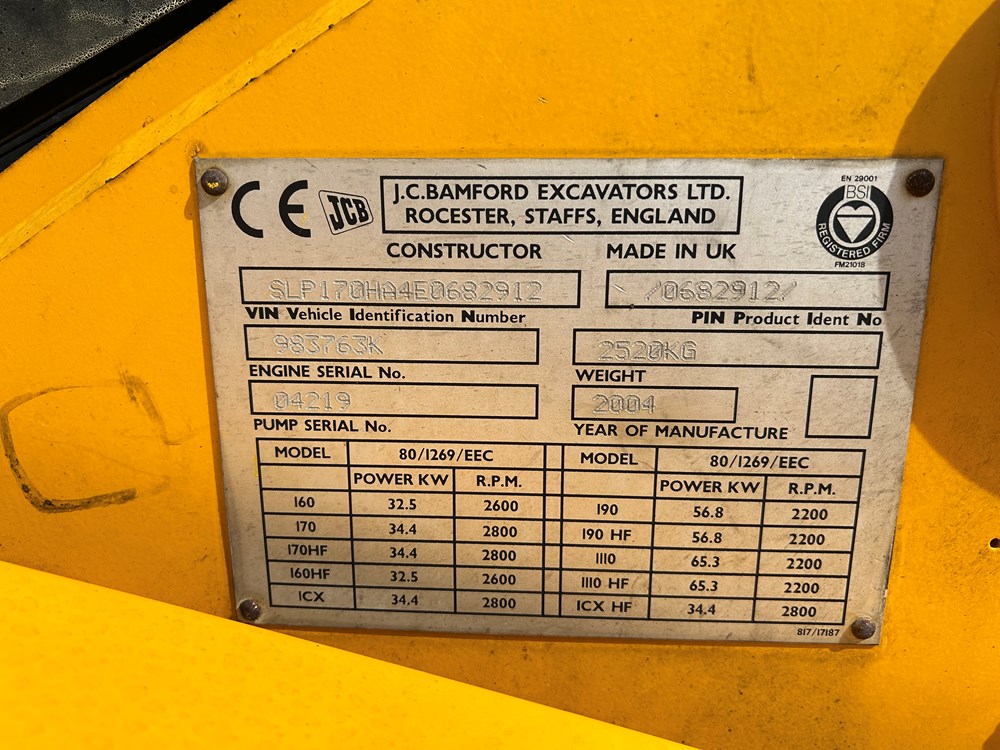 CE JCB J.C.BAMFORD EXCAVATORS LTD.
ROCESTER, STAFFS, ENGLAND
EN 29001
BSI
REGISTERED FIRM
FM21018
CONSTRUCTOR MADE IN UK
SLP170HA4E0682912 /0682912/
VIN Vehicle Identification Number PIN Product Ident No
983763K 2520KG
ENGINE SERIAL No. WEIGHT
04219 2004
PUMP SERIAL No. YEAR OF MANUFACTURE
MODEL 80/1269/EEC MODEL 80/1269/EEC
POWER KW R.P.M. POWER KW R.P.M.
160 32.5 2600 190 56.8 2200
170 34.4 2800 190 HF 56.8 2200
170HF 34.4 2800 1110 65.3 2200
160HF 32.5 2600 1110 HF 65.3 2200
1CX 34.4 2800 1CX HF 34.4 2800
817/17187